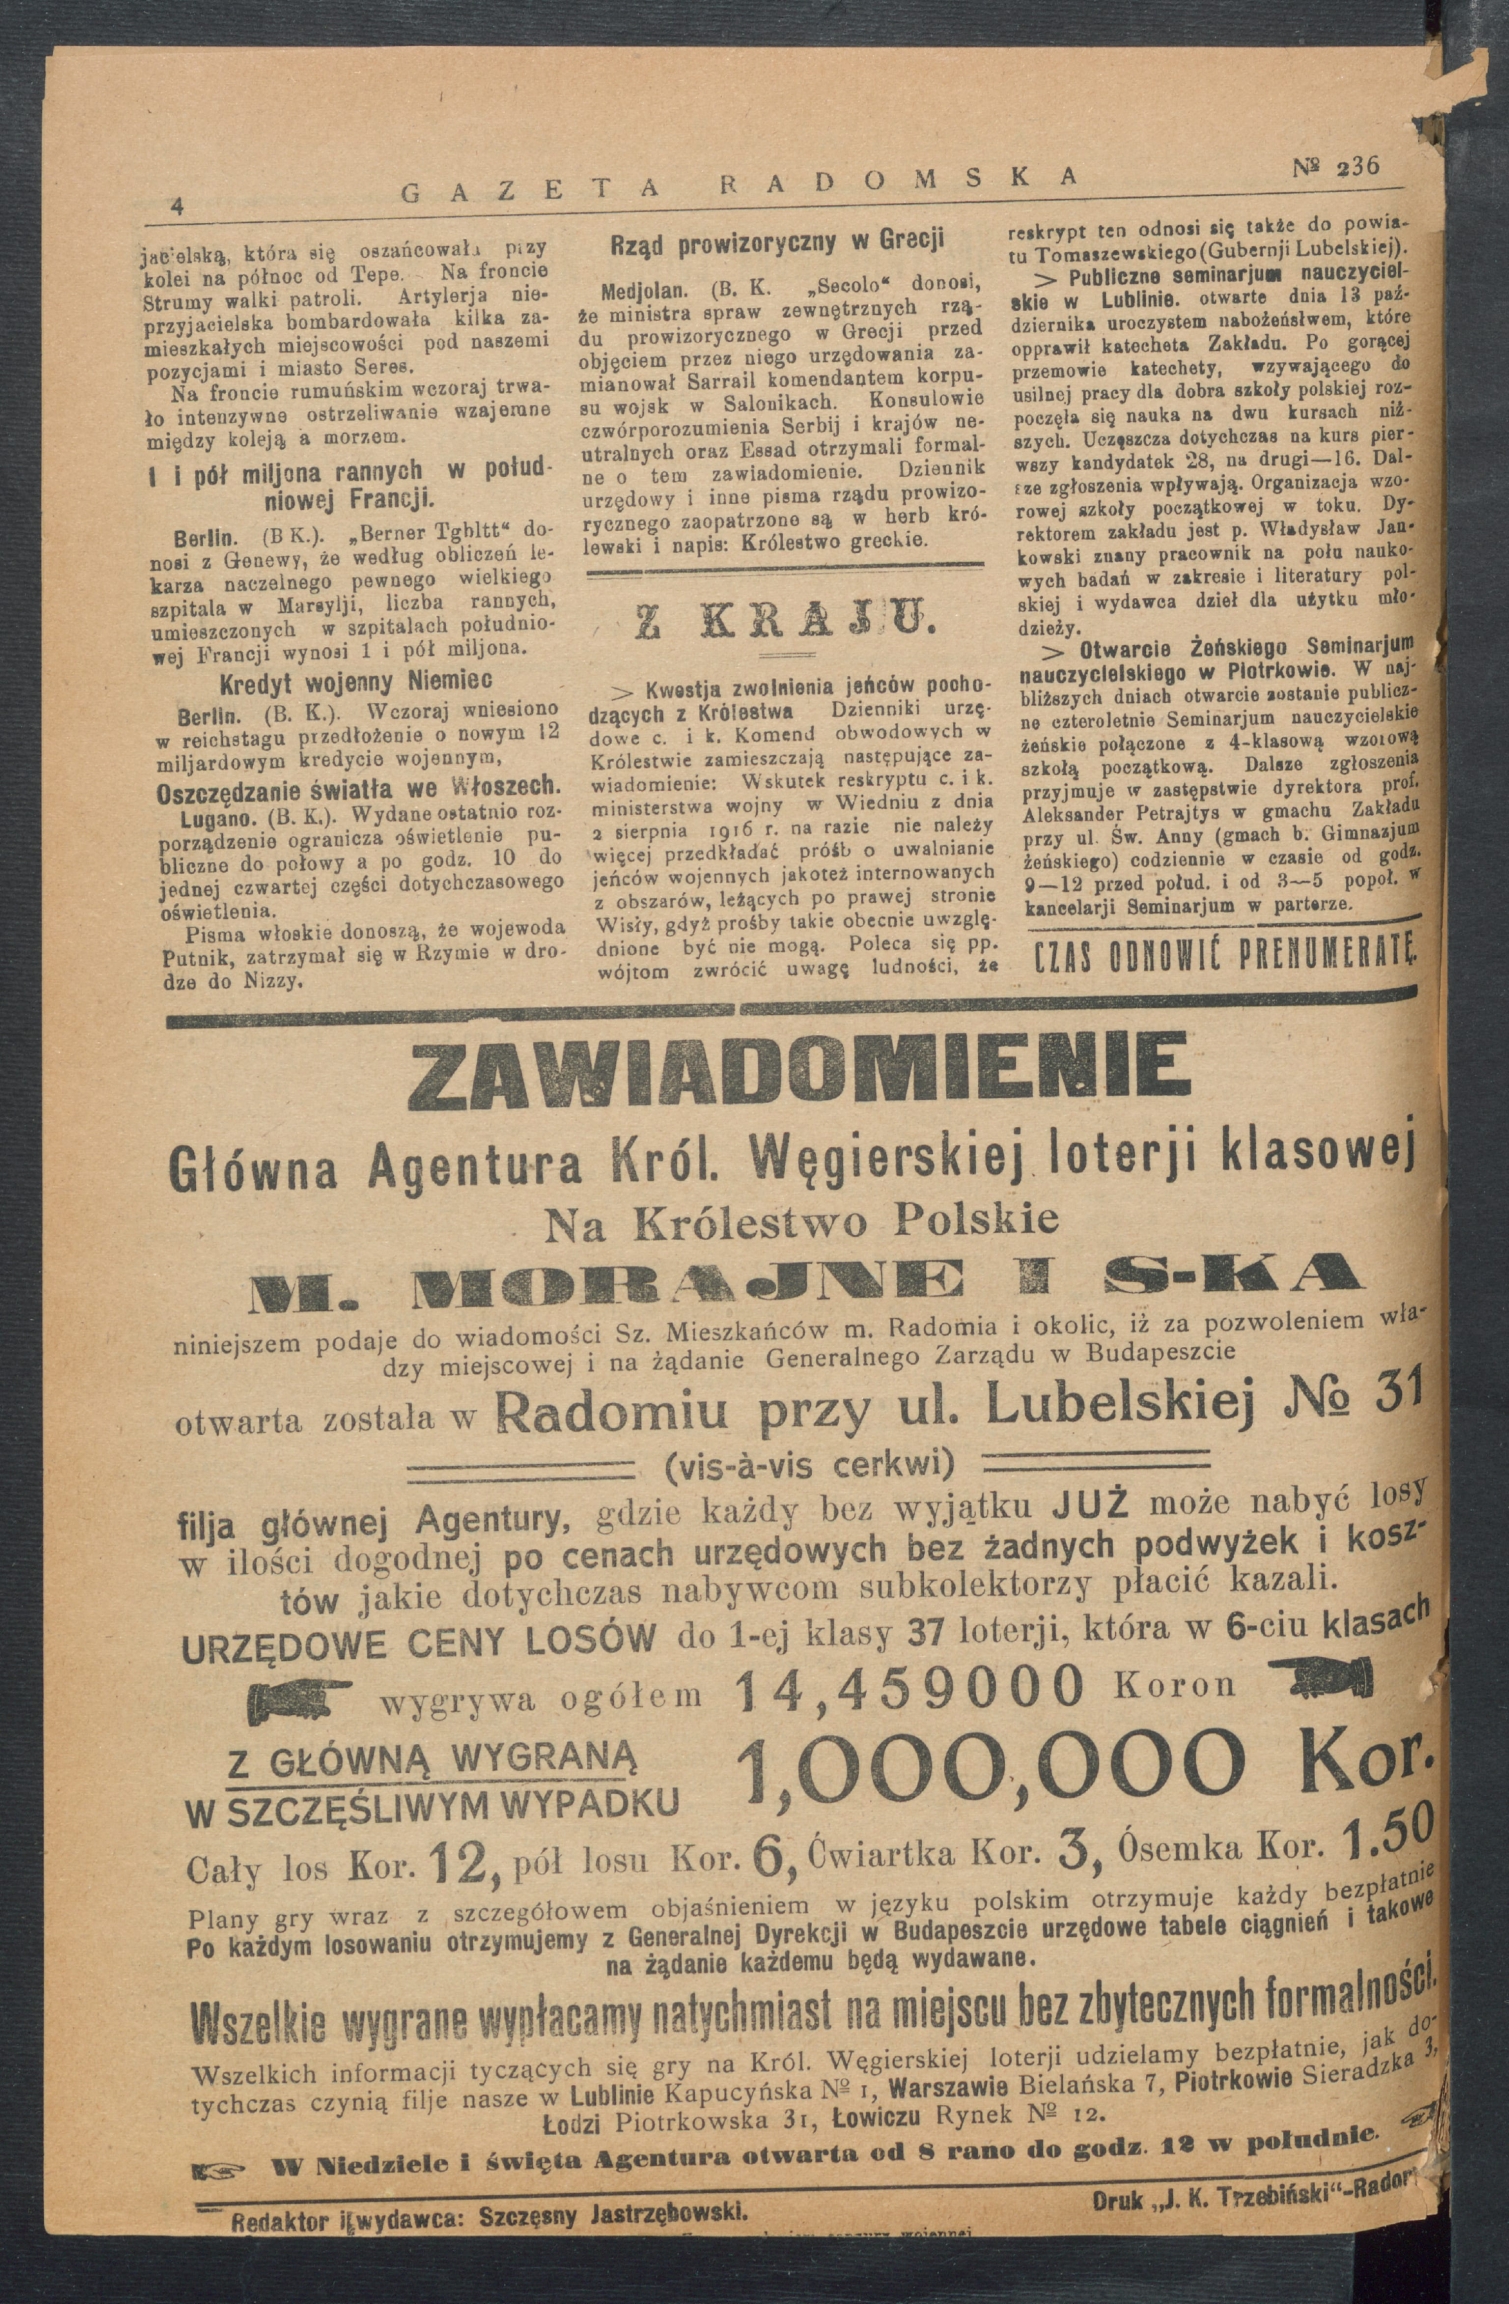 4
GAZETA RADOMSKA
№ 236
jacielską, która się oszańcowała przy
kolei na północ od Tepe. Na froncie
Strumy walki patroli. Artylerja nie-
przyjacielska bombardowała kilka za-
mieszkałych miejscowości pod naszemi
pozycjami i miasto Seres.
Na froncie rumuńskim wczoraj trwa-
ło intenzywne ostrzeliwanie wzajemne
między koleją a morzem.
I i pół miljona rannych w połud-
niowej Francji.
Berlin. (B K.). „Berner Tgbltt“ do-
nosi z Genewy, że według obliczeń le-
karza naczelnego pewnego wielkiego
szpitala w Marsylji, liczba rannych,
umieszczonych w szpitalach południo-
wej Francji wynosi 1 i pół miljona.
Kredyt wojenny Niemiec
Berlin. (B. K.). Wczoraj wniesiono
w reichstagu przedłożenie o nowym 12
miljardowym kredycie wojennym,
Oszczędzanie światła we Włoszech.
Lugano. (B. K.). Wydane ostatnio roz-
porządzenie ogranicza oświetlenie pu-
bliczne do połowy a po godz. 10 do
jednej czwartej części dotychczasowego
oświetlenia.
Pisma włoskie donoszą, że wojewoda
Putnik, zatrzymał się w Rzymie w dro-
dze do Nizzy.
Rząd prowizoryczny w Grecji
Medjolan. (B. K. „Secolo“ donosi,
że ministra spraw zewnętrznych rzą-
du prowizorycznego w Grecji przed
objęciem przez niego urzędowania za-
mianował Sarrail komendantem korpu-
su wojsk w Salonikach. Konsulowie
czwórporozumienia Serbij i krajów ne-
utralnych oraz Essad otrzymali formal-
ne o tem zawiadomienie. Dziennik
urzędowy i inne pisma rządu prowizo-
rycznego zaopatrzone są w herb kró-
lewski i napis: Królestwo greckie.
Z KRAJU.
> Kwestja zwolnienia jeńców pocho-
dzących z Królestwa Dzienniki urzę-
dowe c. i k. Komend obwodowych w
Królestwie zamieszczają następujące za-
wiadomienie: Wskutek reskryptu c. i k.
ministerstwa wojny w Wiedniu z dnia
2 sierpnia 1916 r. na razie nie należy
więcej przedkładać próśb o uwalnianie
jeńców wojennych jakoteż internowanych
z obszarów, leżących po prawej stronie
Wisły, gdyż prośby takie obecnie uwzglę-
dnione być nie mogą. Poleca się pp.
wójtom zwrócić uwagę ludności, że
reskrypt ten odnosi się także do powia-
tu Tomaszewskiego (Gubernji Lubelskiej).
> Publiczne seminarjum nauczyciel-
skie w Lublinie. otwarte dnia 13 paź-
dziernika uroczystem nabożeństwem, które
opprawił katecheta Zakładu. Po gorącej
przemowie katechety, wzywającego do
usilnej pracy dla dobra szkoły polskiej roz-
poczęła się nauka na dwu kursach niż-
szych. Uczęszcza dotychczas na kurs pier-
wszy kandydatek 28, na drugi—16. Dal-
sze zgłoszenia wpływają. Organizacja wzo-
rowej szkoły początkowej w toku. Dy-
rektorem zakładu jest p. Władysław Jan-
kowski znany pracownik na połu nauko-
wych badań w zakresie i literatury pol-
skiej i wydawca dzieł dla użytku mło-
dzieży.
> Otwarcie Żeńskiego Seminarjum
nauczycielskiego w Piotrkowie. W naj-
bliższych dniach otwarcie zostanie publicz-
ne czteroletnie Seminarjum nauczycielskie
żeńskie połączone z 4-klasową wzorową
szkołą początkową. Dalsze zgłoszenia
przyjmuje w zastępstwie dyrektora prof.
Aleksander Petrajtys w gmachu Zakładu
przy ul. Św. Anny (gmach b. Gimnazjum
żeńskiego) codziennie w czasie od godz.
9—12 przed połud. i od 3—5 popoł. w
kancelarji Seminarjum w parterze.
CZAS ODNOWIĆ PRENUMERATĘ.
ZAWIADOMIENIE
Główna Agentura Król. Węgierskiej loterji klasowej
Na Królestwo Polskie
M. MORAJNE I S-KA
niniejszem podaje do wiadomości Sz. Mieszkańców m. Radomia i okolic, iż za pozwoleniem wła-
dzy miejscowej i na żądanie Generalnego Zarządu w Budapeszcie
otwarta została w Radomiu przy ul. Lubelskiej № 31
(vis-à-vis cerkwi)
filja głównej Agentury, gdzie każdy bez wyjątku JUŻ może nabyć losy
w ilości dogodnej po cenach urzędowych bez żadnych podwyżek i kosz-
tów jakie dotychczas nabywcom subkolektorzy płacić kazali.
URZĘDOWE CENY LOSÓW do 1-ej klasy 37 loterji, która w 6-ciu klasach
wygrywa ogółem 14,459000 Koron
Z GŁÓWNĄ WYGRANĄ
W SZCZĘŚLIWYM WYPADKU
1,000,000 Kor.
Cały los Kor. 12, pół losu Kor. 6, Ćwiartka Kor. 3, Ósemka Kor. 1.50
Plany gry wraz z szczegółowem objaśnieniem w języku polskim otrzymuje każdy bezpłatnie
Po każdym losowaniu otrzymujemy z Generalnej Dyrekcji w Budapeszcie urzędowe tabele ciągnień i takowe
na żądanie każdemu będą wydawane.
Wszelkie wygrane wypłacamy natychmiast na miejscu bez zbytecznych formalności.
Wszelkich informacji tyczących się gry na Król. Węgierskiej loterji udzielamy bezpłatnie, jak do-
tychczas czynią filje nasze w Lublinie Kapucyńska № 1, Warszawie Bielańska 7, Piotrkowie Sieradzka 3,
Łodzi Piotrkowska 31, Łowiczu Rynek № 12.
W Niedziele i święta Agentura otwarta od 8 rano do godz. 12 w południe.
Redaktor i wydawca: Szczęsny Jastrzębowski.
Druk „J. K. Trzebiński“-Radom